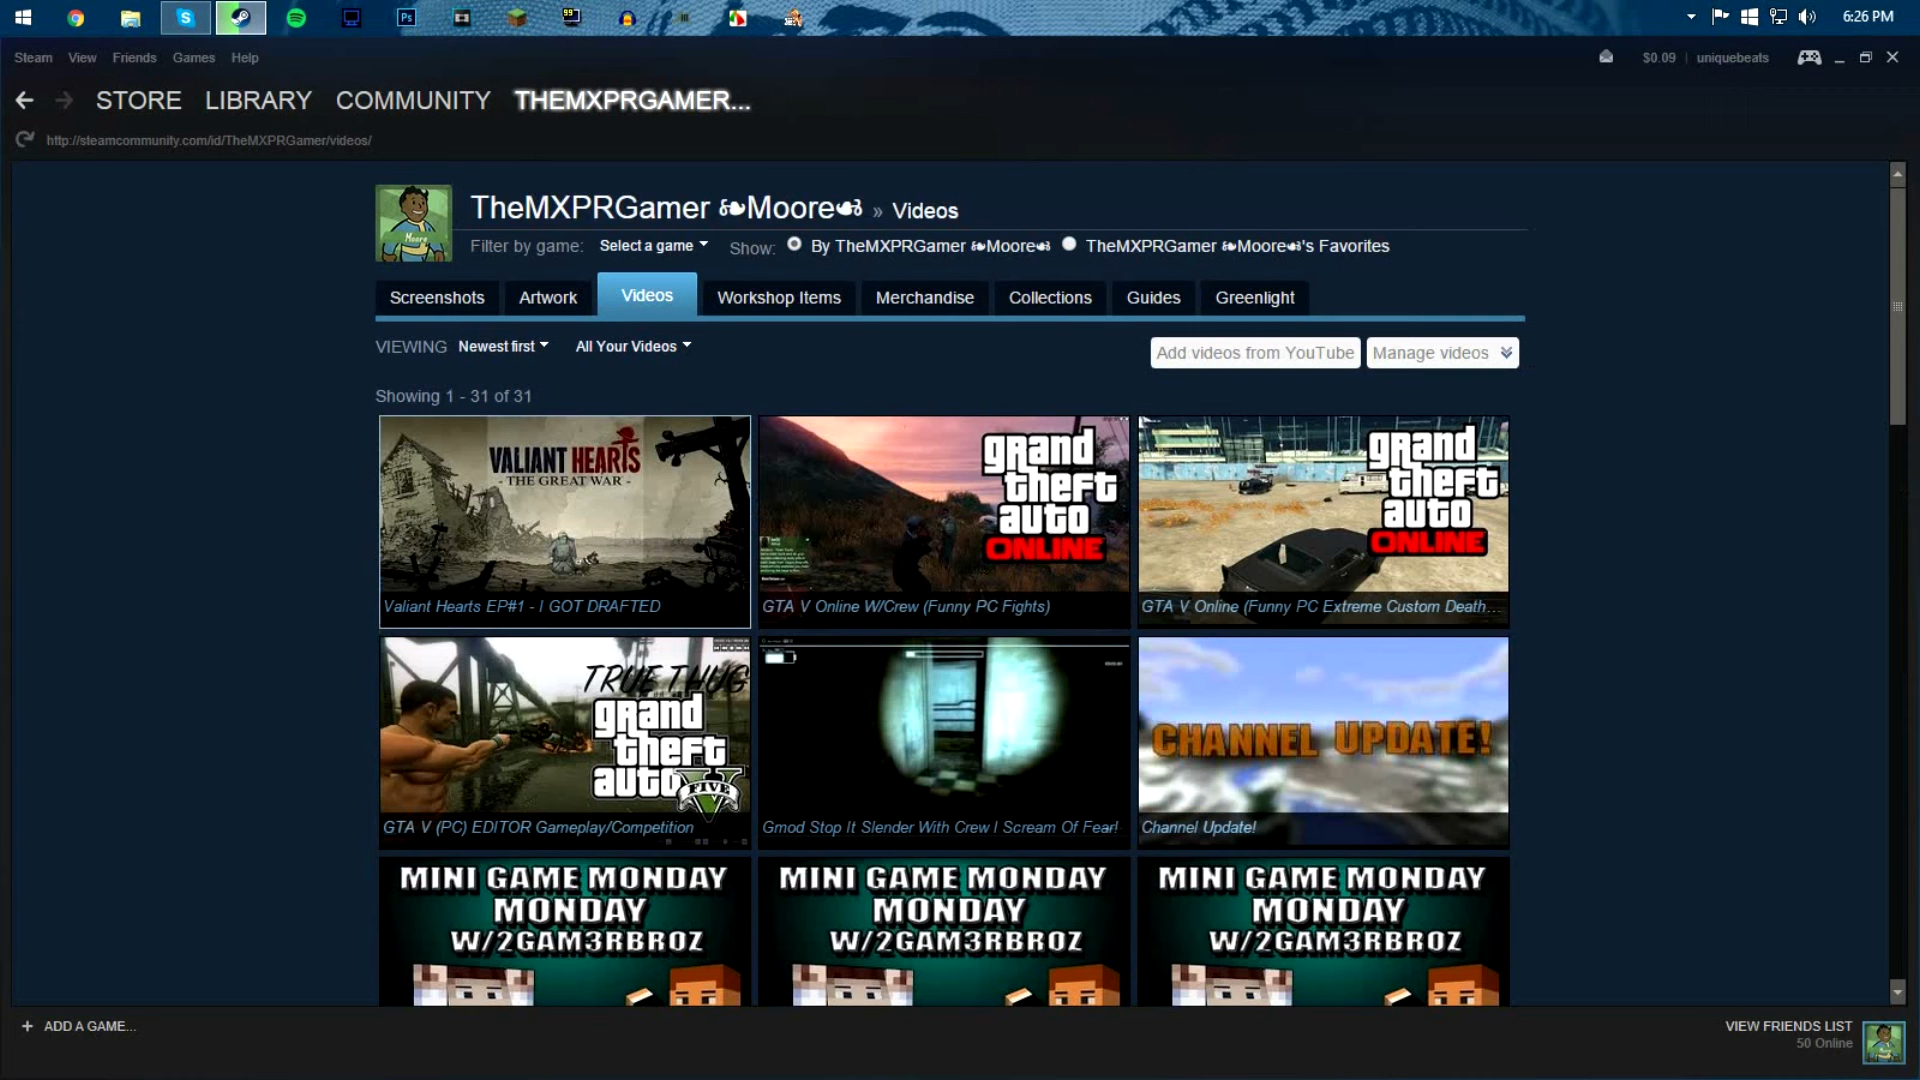 6:26 PM
Steam View Friends Games Help
$0.09 | uniquebeats
STORE LIBRARY COMMUNITY THEMXPRGAMER...
http://steamcommunity.com/id/TheMXPRGamer/videos/
TheMXPRGamer ❧Moore☙ » Videos
Filter by game: Select a game Show: By TheMXPRGamer ❧Moore☙ TheMXPRGamer ❧Moore☙'s Favorites
Screenshots Artwork Videos Workshop Items Merchandise Collections Guides Greenlight
VIEWING Newest first All Your Videos
Add videos from YouTube Manage videos
Showing 1 - 31 of 31
VALIANT HEARTS
- THE GREAT WAR -
Valiant Hearts EP#1 - I GOT DRAFTED
grand
theft
auto
ONLINE
GTA V Online W/Crew (Funny PC Fights)
grand
theft
auto
ONLINE
GTA V Online (Funny PC Extreme Custom Death...
TRUE THUG
grand
theft
auto
FIVE
GTA V (PC) EDITOR Gameplay/Competition
Gmod Stop It Slender With Crew I Scream Of Fear!
CHANNEL UPDATE!
Channel Update!
MINI GAME MONDAY
MONDAY
W/2GAM3RBROZ
MINI GAME MONDAY
MONDAY
W/2GAM3RBROZ
MINI GAME MONDAY
MONDAY
W/2GAM3RBROZ
+ ADD A GAME...
VIEW FRIENDS LIST
50 Online